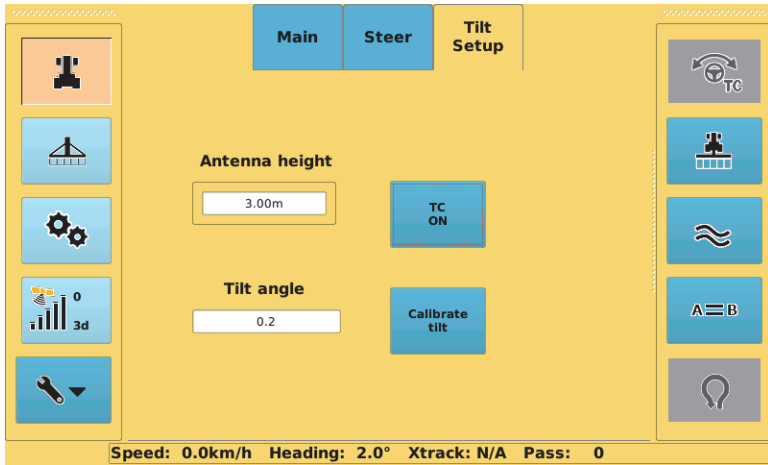 Main
Steer
Tilt
Setup
TC
Antenna height
3.00m
TC
ON
0
3d
Tilt angle
0.2
Calibrate
tilt
A B
Speed: 0.0km/h Heading: 2.0° Xtrack: N/A Pass: 0